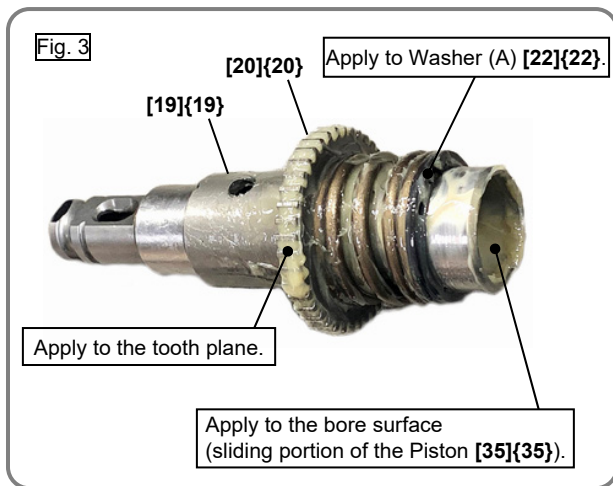 Fig. 3
[20]{20}
Apply to Washer (A) [22]{22}.
[19]{19}
Apply to the tooth plane.
Apply to the bore surface
(sliding portion of the Piston [35]{35}).